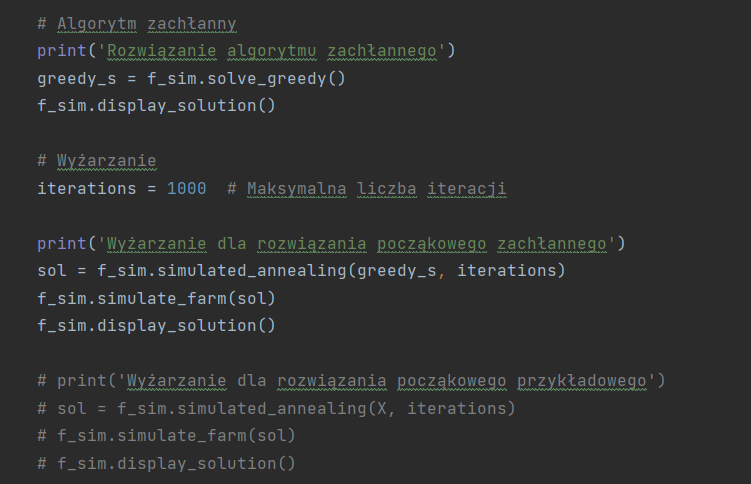 # Algorytm zachłanny
print('Rozwiązanie algorytmu zachłannego')
greedy_s = f_sim.solve_greedy()
f_sim.display_solution()
# Wyżarzanie
iterations = 1000  # Maksymalna liczba iteracji
print('Wyżarzanie dla rozwiązania począkowego zachłannego')
sol = f_sim.simulated_annealing(greedy_s, iterations)
f_sim.simulate_farm(sol)
f_sim.display_solution()
# print('Wyżarzanie dla rozwiązania począkowego przykładowego')
# sol = f_sim.simulated_annealing(X, iterations)
# f_sim.simulate_farm(sol)
# f_sim.display_solution()